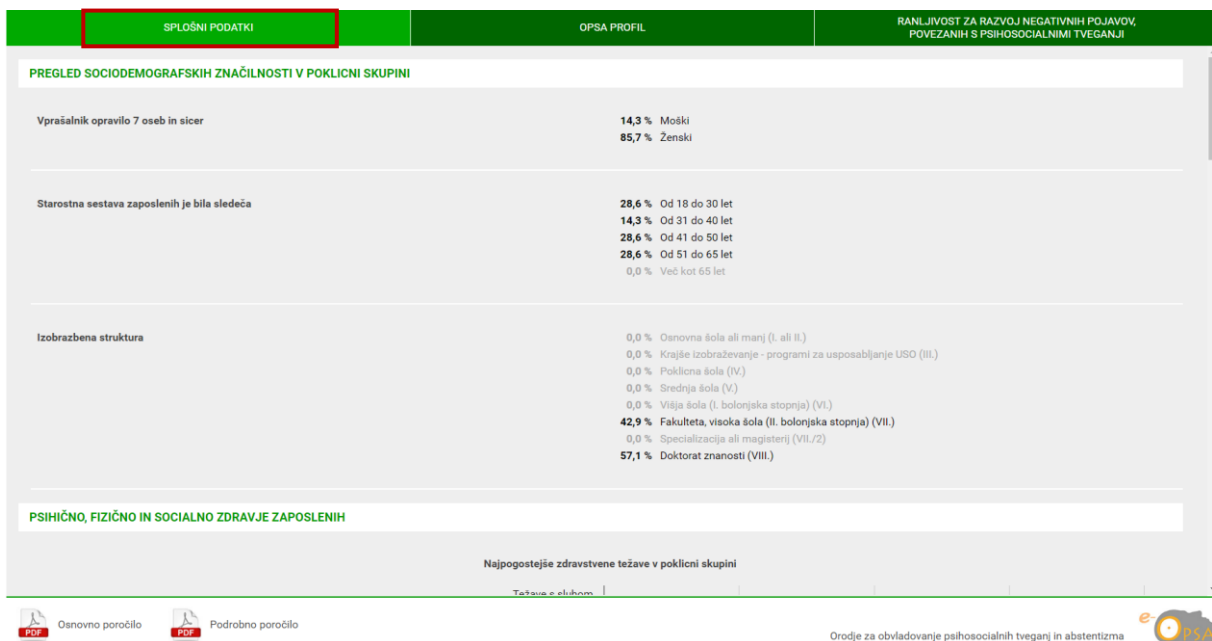 SPLOŠNI PODATKI
OPSA PROFIL
RANLJIVOST ZA RAZVOJ NEGATIVNIH POJAVOV,
POVEZANIH S PSIHOSOCIALNIMI TVEGANJI
PREGLED SOCIODEMOGRAFSKIH ZNAČILNOSTI V POKLICNI SKUPINI
Vprašalnik opravilo 7 oseb in sicer
14,3 % Moški
85,7 % Ženski
Starostna sestava zaposlenih je bila sledeča
28,6 % Od 18 do 30 let
14,3 % Od 31 do 40 let
28,6 % Od 41 do 50 let
28,6 % Od 51 do 65 let
0,0 % Več kot 65 let
Izobrazbena struktura
0,0 % Osnovna šola ali manj (I. ali II.)
0,0 % Krajše izobraževanje - programi za usposabljanje USO (III.)
0,0 % Poklicna šola (IV.)
0,0 % Srednja šola (V.)
0,0 % Višja šola (I. bolonjska stopnja) (VI.)
42,9 % Fakulteta, visoka šola (II. bolonjska stopnja) (VII.)
0,0 % Specializacija ali magisterij (VII./2)
57,1 % Doktorat znanosti (VIII.)
PSIHIČNO, FIZIČNO IN SOCIALNO ZDRAVJE ZAPOSLENIH
Najpogostejše zdravstvene težave v poklicni skupini
Težave s sluhom
PDF Osnovno poročilo
PDF Podrobno poročilo
Orodje za obvladovanje psihosocialnih tveganj in abstentizma
e-OPSA